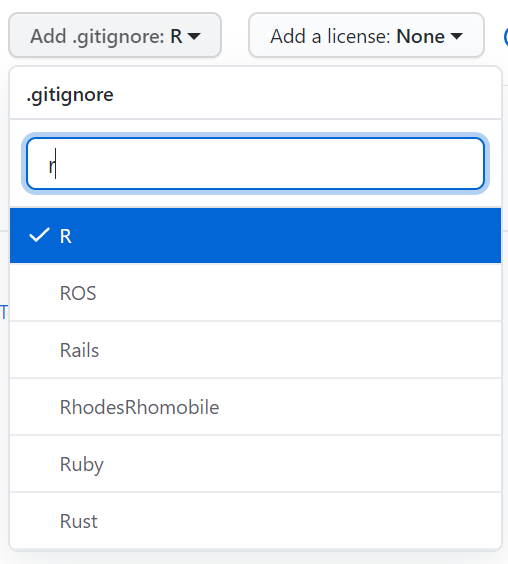 Add .gitignore: R Add a license: None
.gitignore
r
R
ROS
Rails
T
RhodesRhomobile
Ruby
Rust